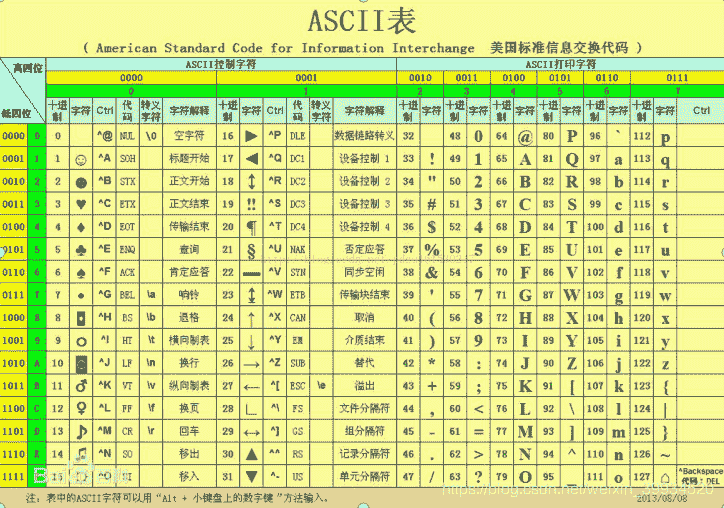 ASCII表
( American Standard Code for Information Interchange 美国标准信息交换代码 )
高四位 ASCII控制字符 ASCII打印字符
0000 0001 0010 0011 0100 0101 0110 0111
0 1 2 3 4 5 6 7
低四位 十进制 字符 Ctrl 代码 转义字符 字符解释 十进制 字符 Ctrl 代码 转义字符 字符解释 十进制 字符 十进制 字符 十进制 字符 十进制 字符 十进制 字符 十进制 字符 Ctrl
0000 0 0 ^@ NUL \0 空字符 16 ► ^P DLE 数据链路转义 32 48 0 64 @ 80 P 96 ` 112 p
0001 1 1 ☺ ^A SOH 标题开始 17 ◄ ^Q DC1 设备控制 1 33 ! 49 1 65 A 81 Q 97 a 113 q
0010 2 2 ☻ ^B STX 正文开始 18 ↕ ^R DC2 设备控制 2 34 " 50 2 66 B 82 R 98 b 114 r
0011 3 3 ♥ ^C ETX 正文结束 19 ‼ ^S DC3 设备控制 3 35 # 51 3 67 C 83 S 99 c 115 s
0100 4 4 ♦ ^D EOT 传输结束 20 ¶ ^T DC4 设备控制 4 36 $ 52 4 68 D 84 T 100 d 116 t
0101 5 5 ♣ ^E ENQ 查询 21 § ^U NAK 否定应答 37 % 53 5 69 E 85 U 101 e 117 u
0110 6 6 ♠ ^F ACK 肯定应答 22 ▬ ^V SYN 同步空闲 38 & 54 6 70 F 86 V 102 f 118 v
0111 7 7 • ^G BEL \a 响铃 23 ↨ ^W ETB 传输块结束 39 ' 55 7 71 G 87 W 103 g 119 w
1000 8 8 ◘ ^H BS \b 退格 24 ↑ ^X CAN 取消 40 ( 56 8 72 H 88 X 104 h 120 x
1001 9 9 ○ ^I HT \t 横向制表 25 ↓ ^Y EM 介质结束 41 ) 57 9 73 I 89 Y 105 i 121 y
1010 A 10 ◙ ^J LF \n 换行 26 → ^Z SUB 替代 42 * 58 : 74 J 90 Z 106 j 122 z
1011 B 11 ♂ ^K VT \v 纵向制表 27 ← ^[ ESC \e 溢出 43 + 59 ; 75 K 91 [ 107 k 123 {
1100 C 12 ♀ ^L FF \f 换页 28 ∟ ^\ FS 文件分隔符 44 , 60 < 76 L 92 \ 108 l 124 |
1101 D 13 ♪ ^M CR \r 回车 29 ↔ ^] GS 组分隔符 45 - 61 = 77 M 93 ] 109 m 125 }
1110 E 14 ♫ ^N SO 移出 30 ▲ ^^ RS 记录分隔符 46 . 62 > 78 N 94 ^ 110 n 126 ~
1111 15 SI 移入 31 ▼ ^- US 单元分隔符 47 / 63 ? 79 O 95 _ 111 o 127 ⌂ ^Backspace 代码: DEL
注: 表中的ASCII字符可以用 "Alt + 小键盘上的数字键" 方法输入。
2013/08/08